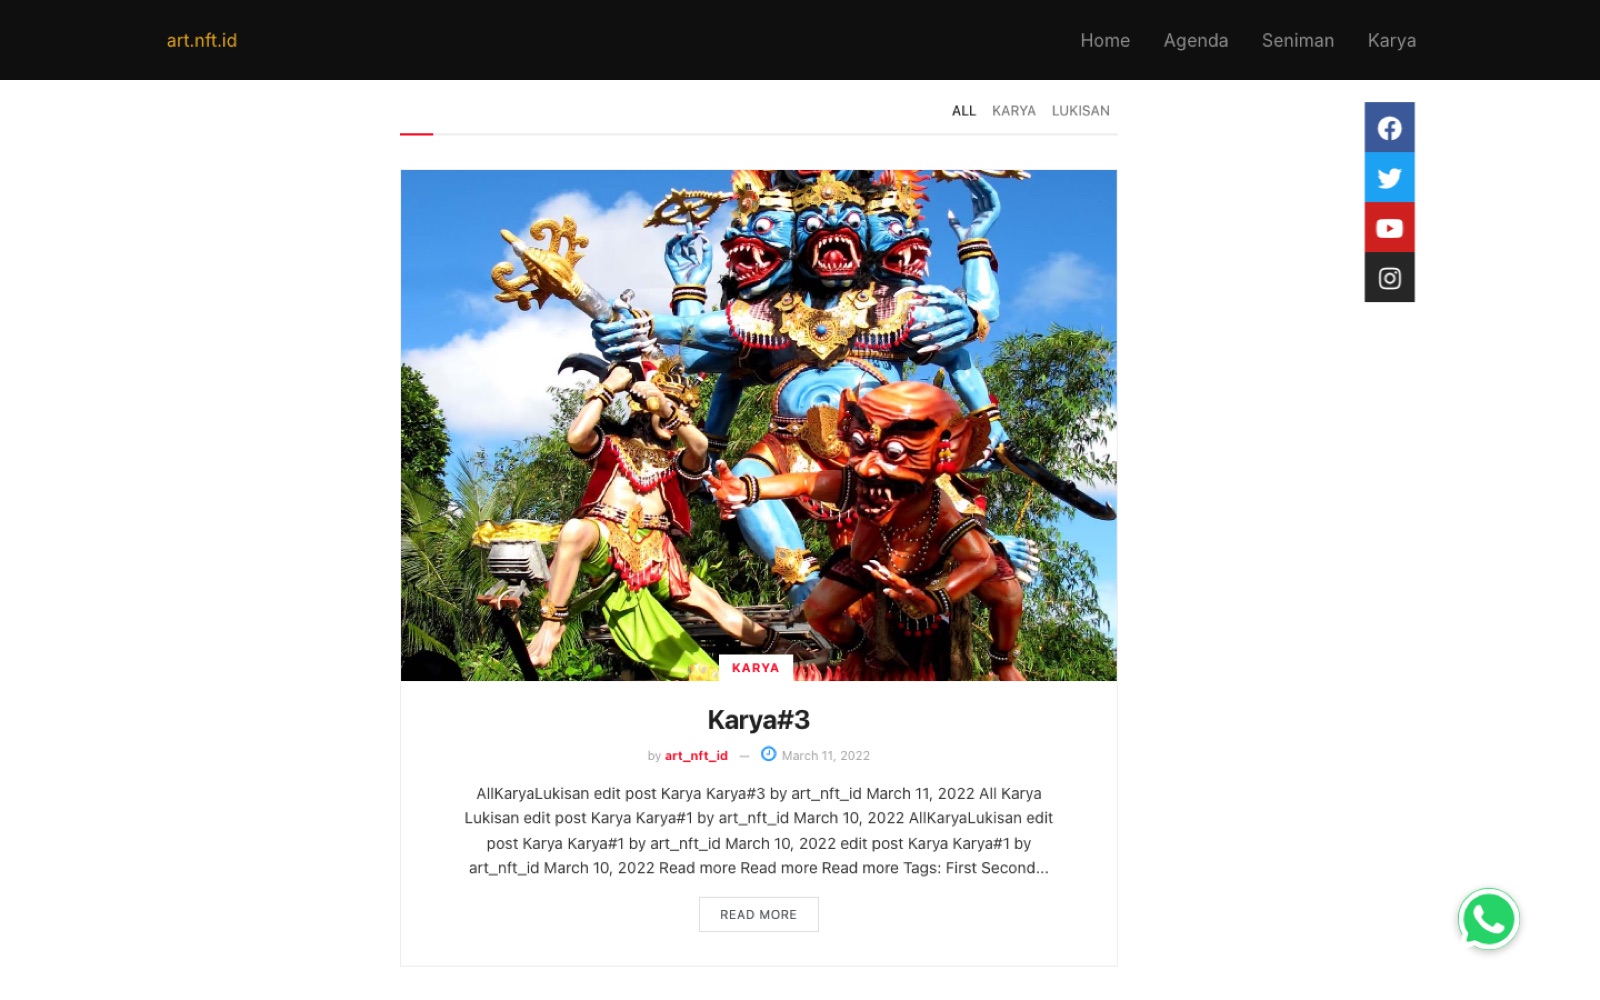 art.nft.id
Home Agenda Seniman Karya
ALL KARYA LUKISAN
KARYA
Karya#3
by art_nft_id — March 11, 2022
AllKaryaLukisan edit post Karya Karya#3 by art_nft_id March 11, 2022 All Karya
Lukisan edit post Karya Karya#1 by art_nft_id March 10, 2022 AllKaryaLukisan edit
post Karya Karya#1 by art_nft_id March 10, 2022 edit post Karya Karya#1 by
art_nft_id March 10, 2022 Read more Read more Read more Tags: First Second...
READ MORE